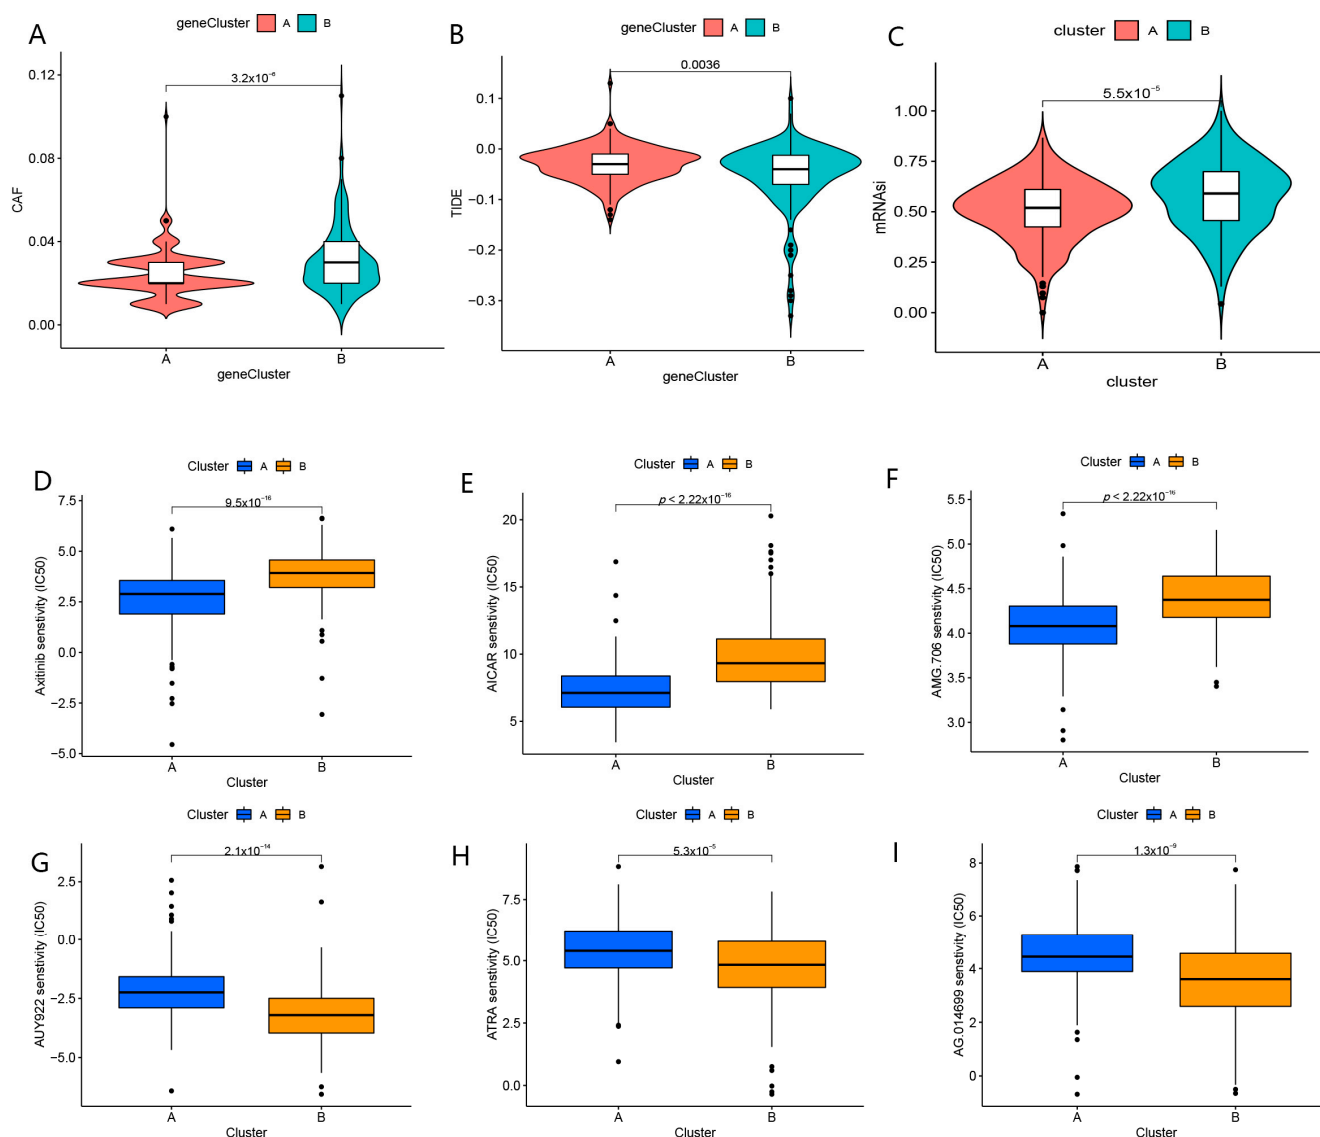 A
geneCluster A B
3.2x10⁻⁶
0.12
0.08
0.04
0.00
CAF
A B
geneCluster
B
geneCluster A B
0.0036
0.1
0.0
−0.1
−0.2
−0.3
TIDE
A B
geneCluster
C
cluster A B
5.5x10⁻⁵
1.00
0.75
0.50
0.25
0.00
mRNAsi
A B
cluster
D
Cluster A B
9.5x10⁻¹⁶
7.5
5.0
2.5
0.0
−2.5
−5.0
Axitinib senstivity (IC50)
A B
Cluster
E
Cluster A B
p < 2.22x10⁻¹⁶
20
15
10
5
AICAR senstivity (IC50)
A B
Cluster
F
Cluster A B
p < 2.22x10⁻¹⁶
5.5
5.0
4.5
4.0
3.5
3.0
AMG.706 senstivity (IC50)
A B
Cluster
G
Cluster A B
2.1x10⁻¹⁴
2.5
0.0
−2.5
−5.0
AUY922 senstivity (IC50)
A B
Cluster
H
Cluster A B
5.3x10⁻⁵
7.5
5.0
2.5
0.0
ATRA senstivity (IC50)
A B
Cluster
I
Cluster A B
1.3x10⁻⁹
8
6
4
2
0
AG.014699 senstivity (IC50)
A B
Cluster